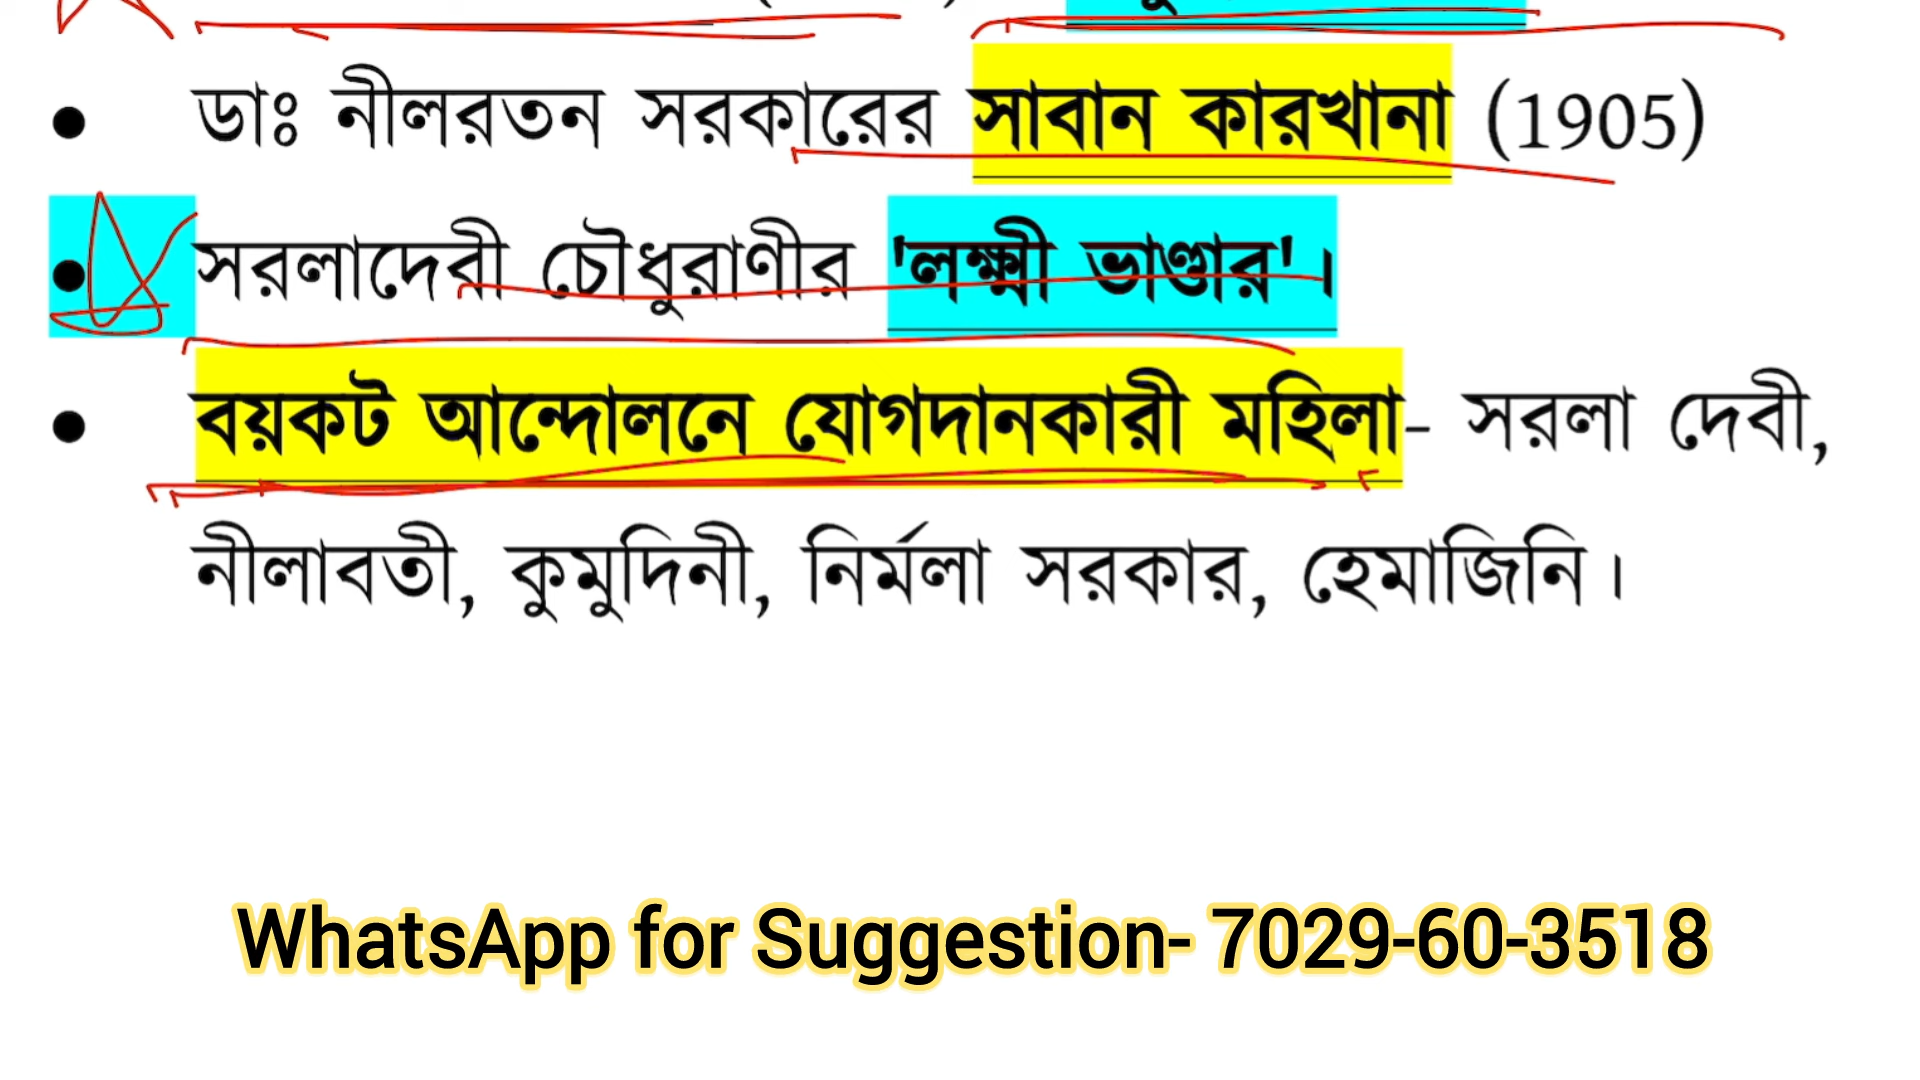 ডাঃ নীলরতন সরকারের সাবান কারখানা (1905)
সরলাদেবী চৌধুরাণীর 'লক্ষ্মী ভাণ্ডার'।
বয়কট আন্দোলনে যোগদানকারী মহিলা- সরলা দেবী,
নীলাবতী, কুমুদিনী, নির্মলা সরকার, হেমাজিনি।
WhatsApp for Suggestion- 7029-60-3518